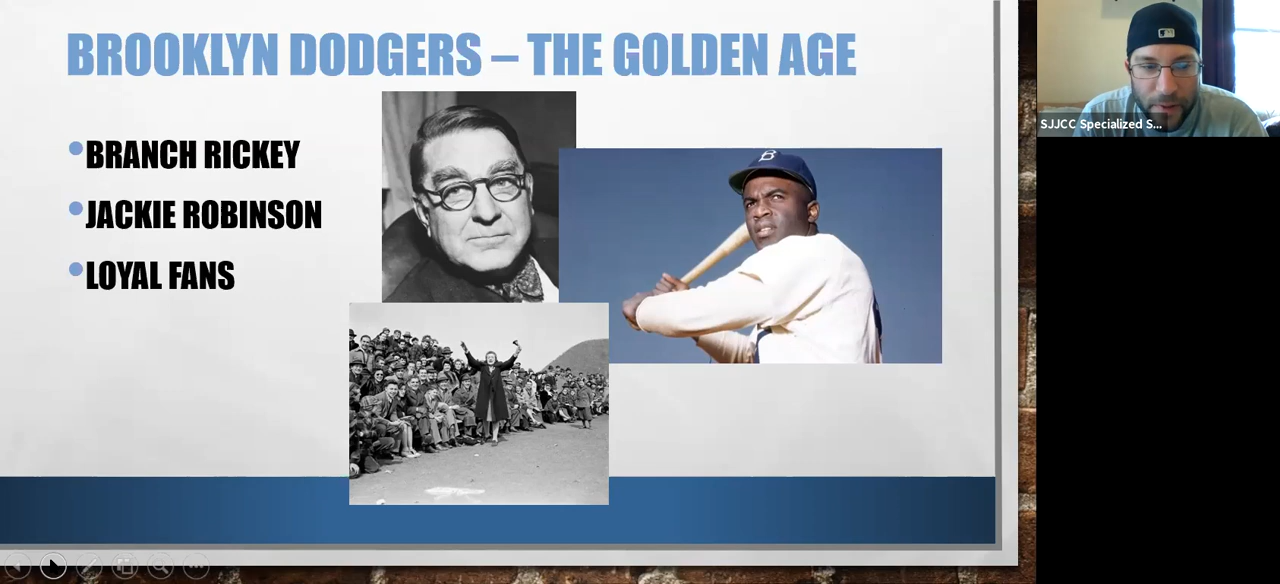 BROOKLYN DODGERS – THE GOLDEN AGE
•BRANCH RICKEY
•JACKIE ROBINSON
•LOYAL FANS
B
SJJCC Specialized S...